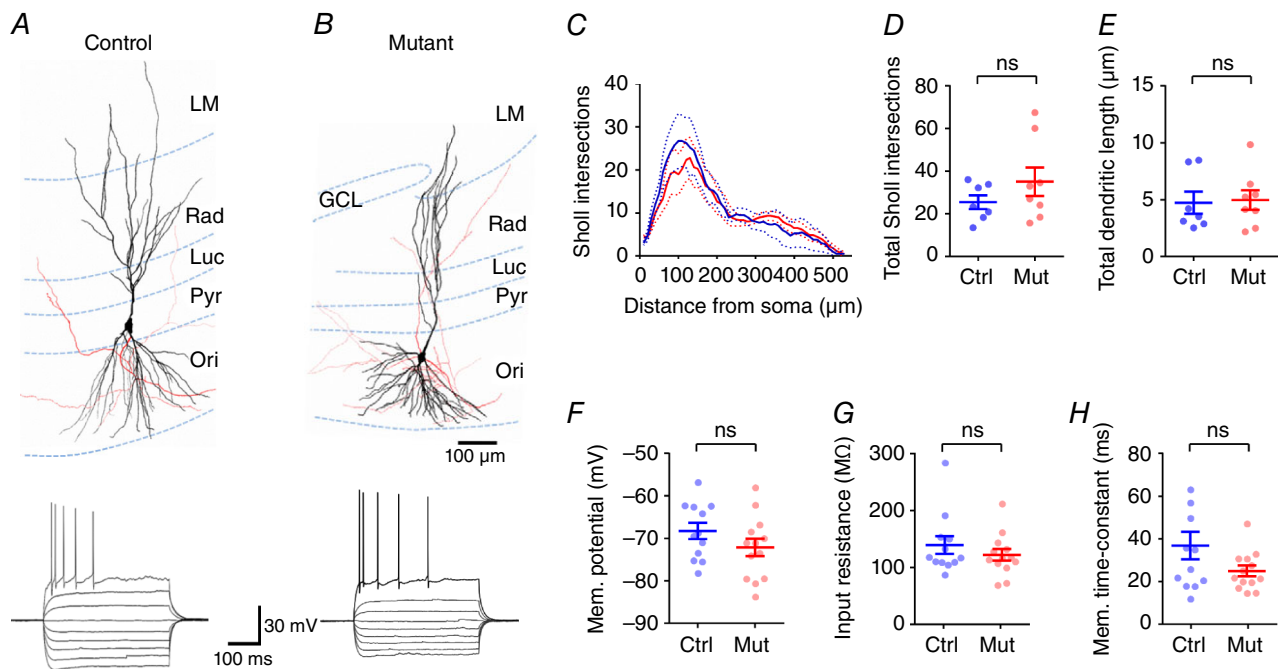 A
Control
LM
Rad
Luc
Pyr
Ori
30 mV
100 ms
B
Mutant
LM
GCL
Rad
Luc
Pyr
Ori
100 µm
C
Sholl intersections
40
30
20
10
0
0 100 200 300 400 500
Distance from soma (µm)
D
ns
Total Sholl intersections
80
60
40
20
0
Ctrl Mut
E
ns
Total dendritic length (µm)
15
10
5
0
Ctrl Mut
F
ns
Mem. potential (mV)
–50
–60
–70
–80
–90
Ctrl Mut
G
ns
Input resistance (MΩ)
300
200
100
0
Ctrl Mut
H
ns
Mem. time-constant (ms)
80
60
40
20
0
Ctrl Mut